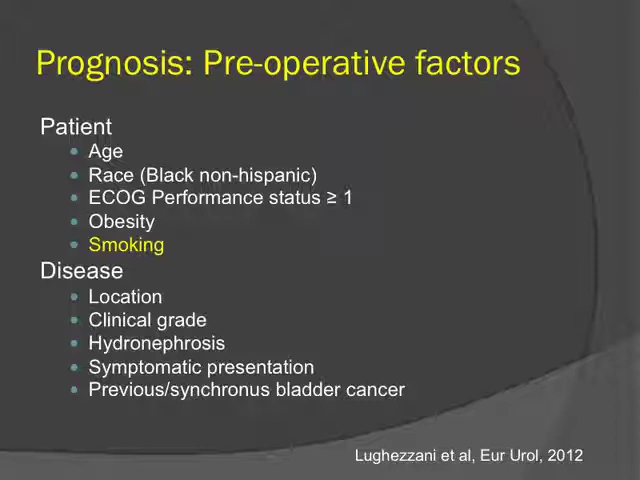 Prognosis: Pre-operative factors
Patient
Age
Race (Black non-hispanic)
ECOG Performance status ≥ 1
Obesity
Smoking
Disease
Location
Clinical grade
Hydronephrosis
Symptomatic presentation
Previous/synchronus bladder cancer
Lughezzani et al, Eur Urol, 2012